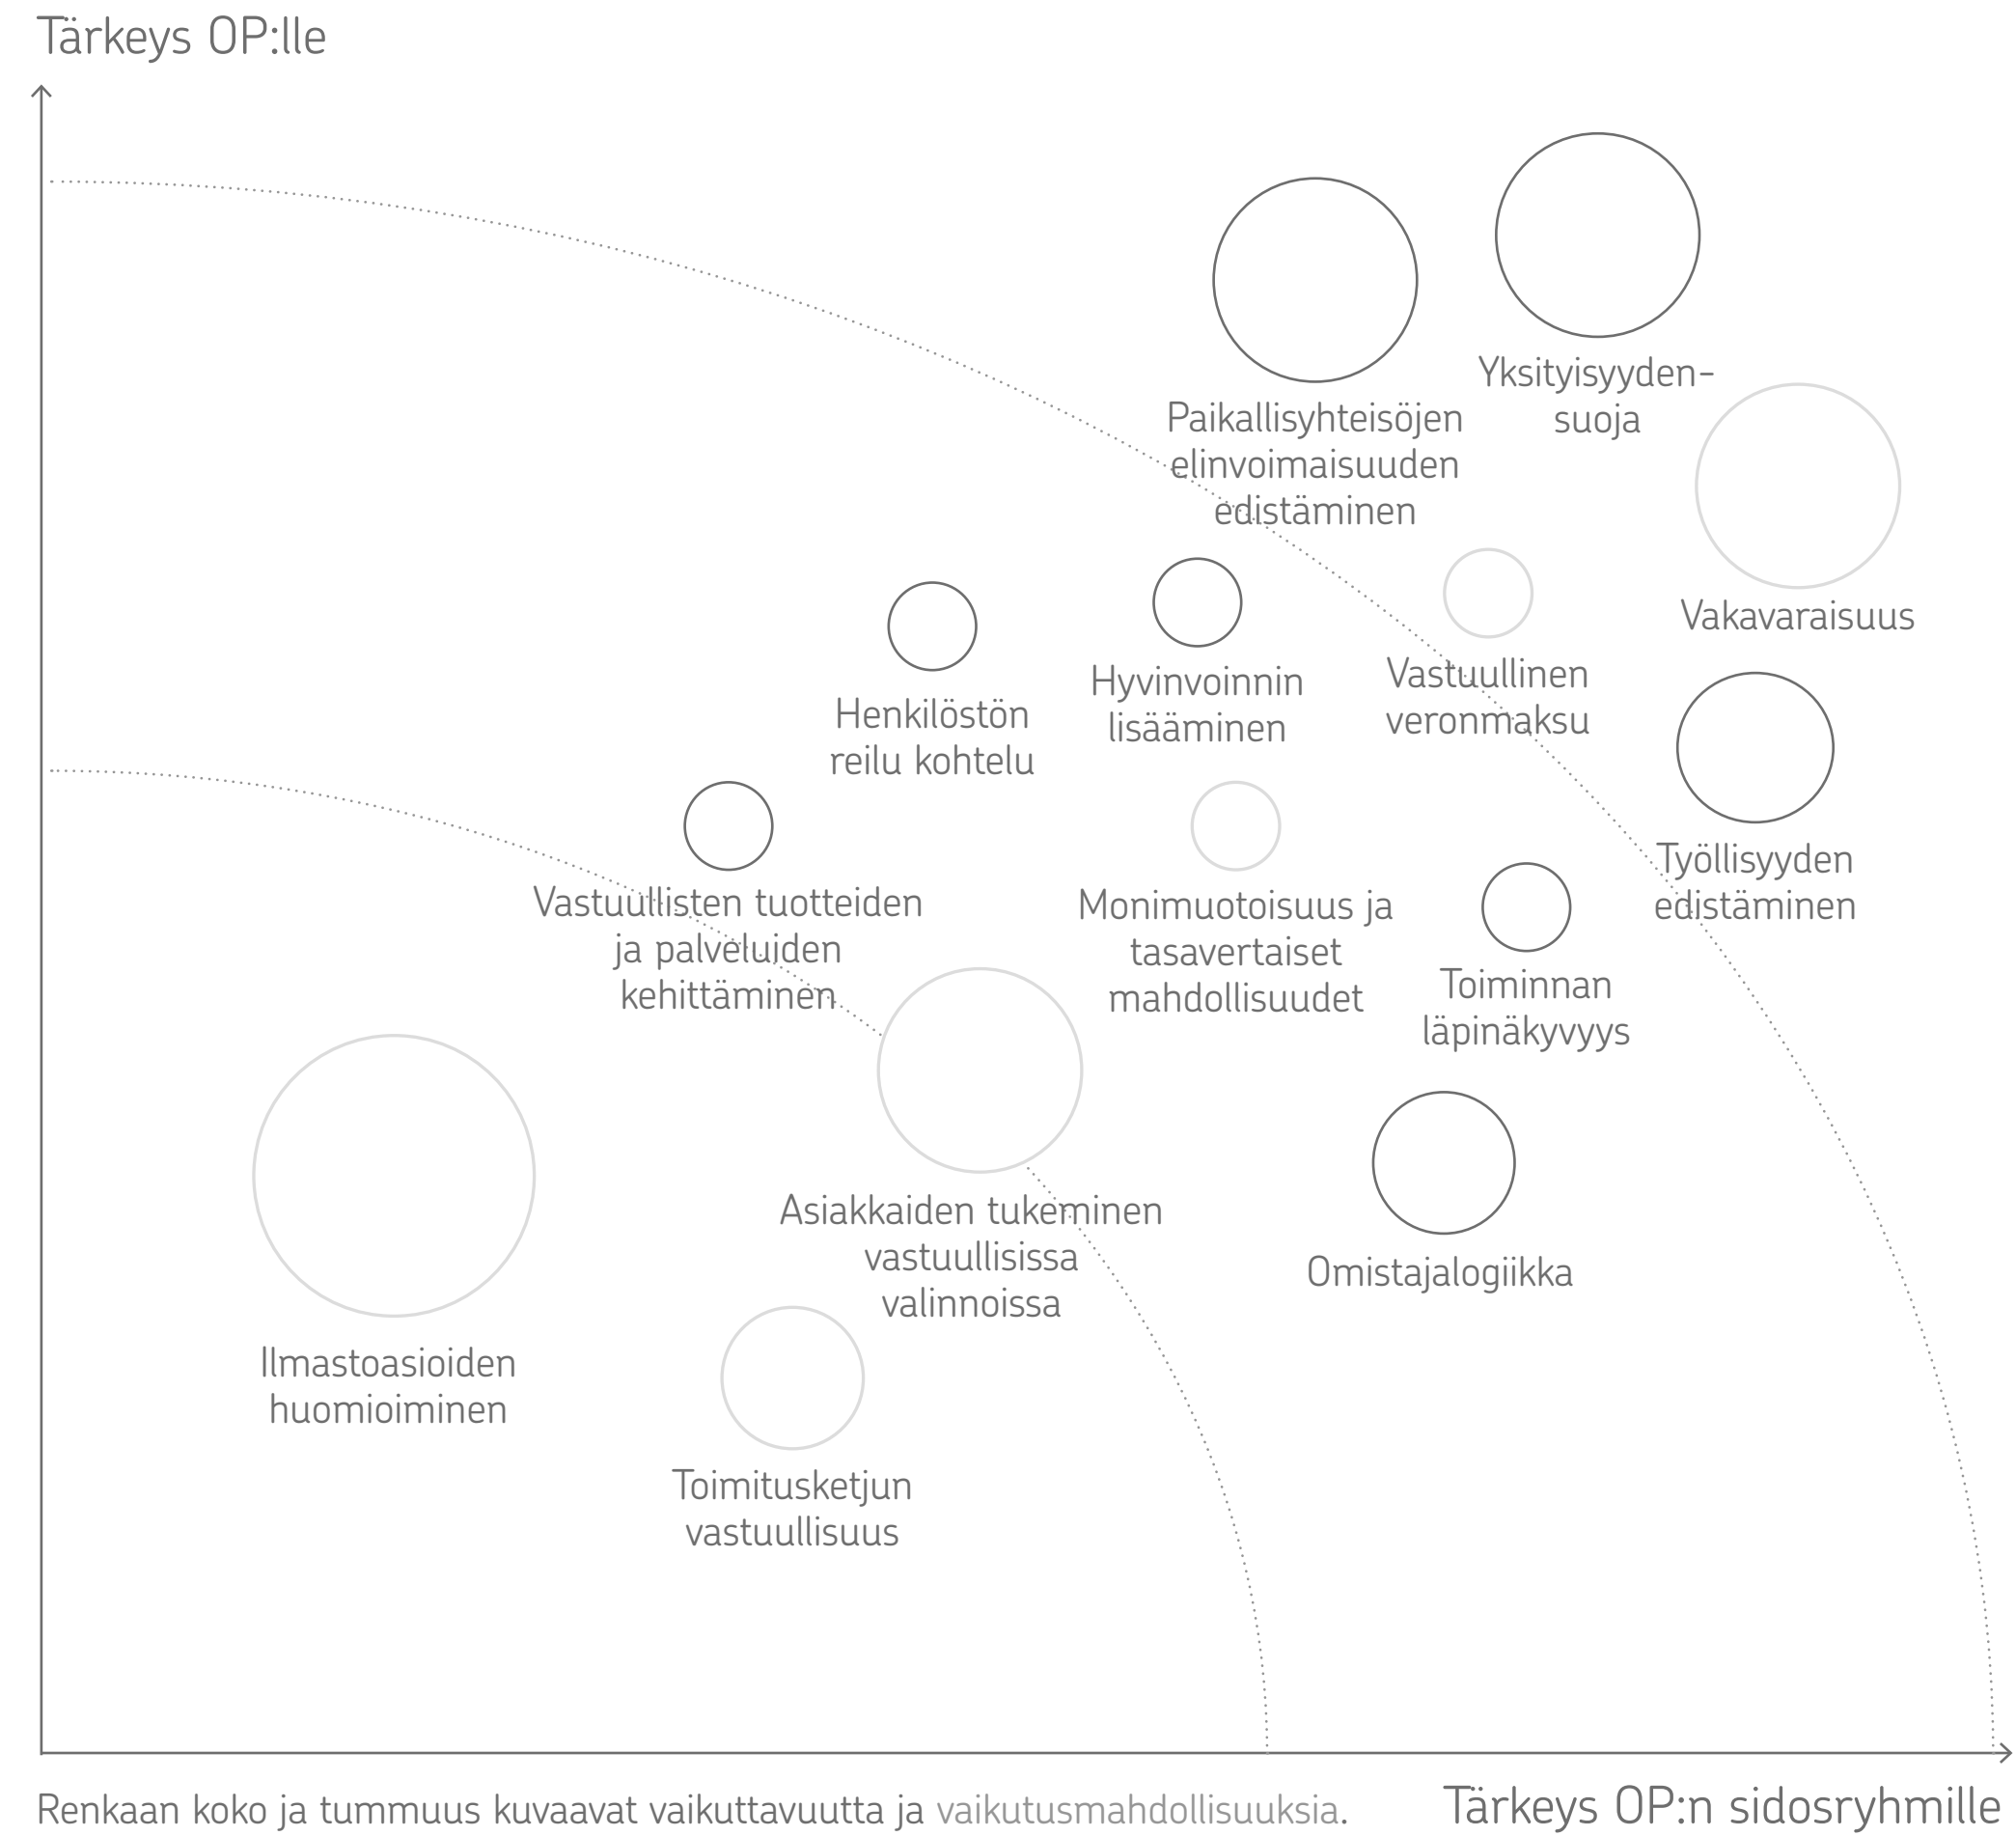 Tärkeys OP:lle
Yksityisyyden-
suoja
Paikallisyhteisöjen
elinvoimaisuuden
edistäminen
Vakavaraisuus
Hyvinvoinnin
lisääminen
Vastuullinen
veronmaksu
Henkilöstön
reilu kohtelu
Työllisyyden
edistäminen
Vastuullisten tuotteiden
ja palveluiden
kehittäminen
Monimuotoisuus ja
tasavertaiset
mahdollisuudet
Toiminnan
läpinäkyvyys
Asiakkaiden tukeminen
vastuullisissa
valinnoissa
Omistajalogiikka
Ilmastoasioiden
huomioiminen
Toimitusketjun
vastuullisuus
Renkaan koko ja tummuus kuvaavat vaikuttavuutta ja vaikutusmahdollisuuksia.
Tärkeys OP:n sidosryhmille